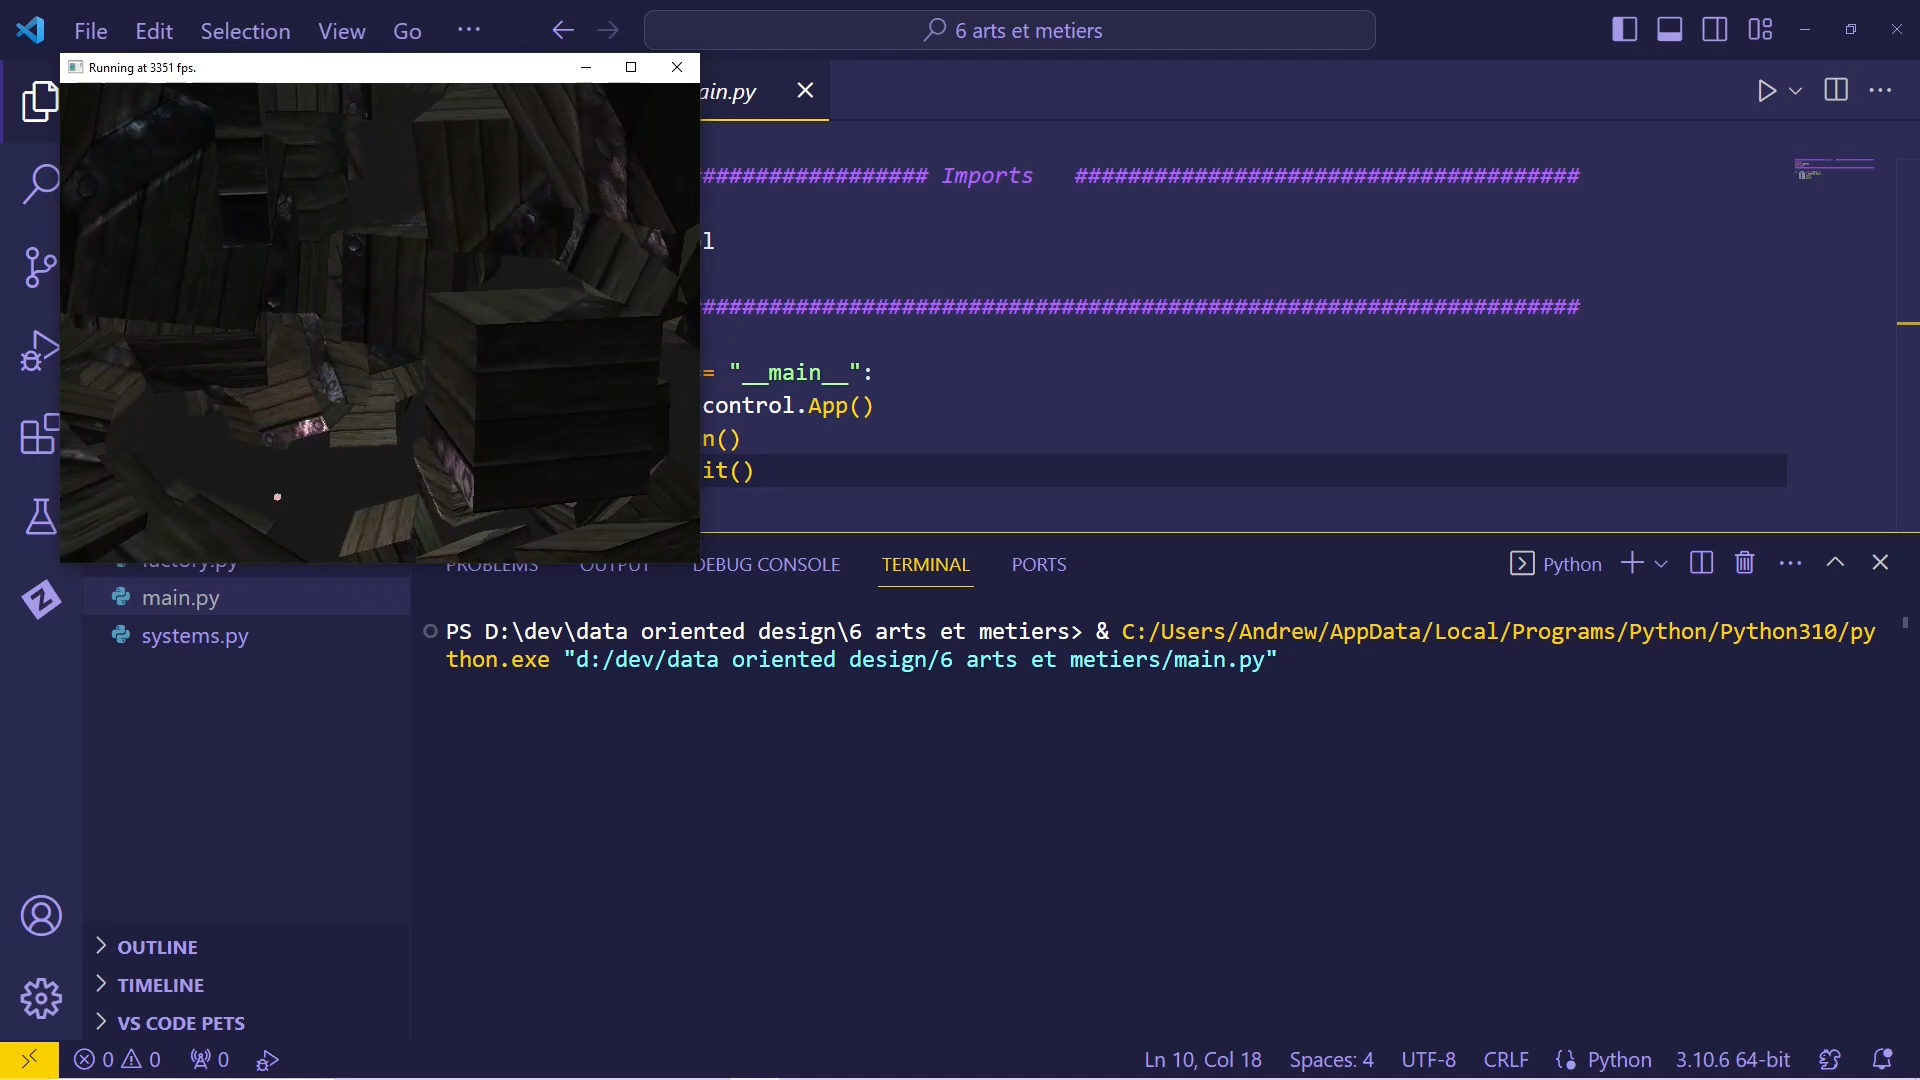 File Edit Selection View Go ···
6 arts et metiers
Running at 3351 fps.
ain.py
################# Imports ######################################
l
##################################################################
= "__main__":
control.App()
n()
it()
factory.py
main.py
systems.py
PROBLEMS OUTPUT DEBUG CONSOLE TERMINAL PORTS
Python
PS D:\dev\data oriented design\6 arts et metiers> & C:/Users/Andrew/AppData/Local/Programs/Python/Python310/py
thon.exe "d:/dev/data oriented design/6 arts et metiers/main.py"
OUTLINE
TIMELINE
VS CODE PETS
0 0 0
Ln 10, Col 18 Spaces: 4 UTF-8 CRLF Python 3.10.6 64-bit